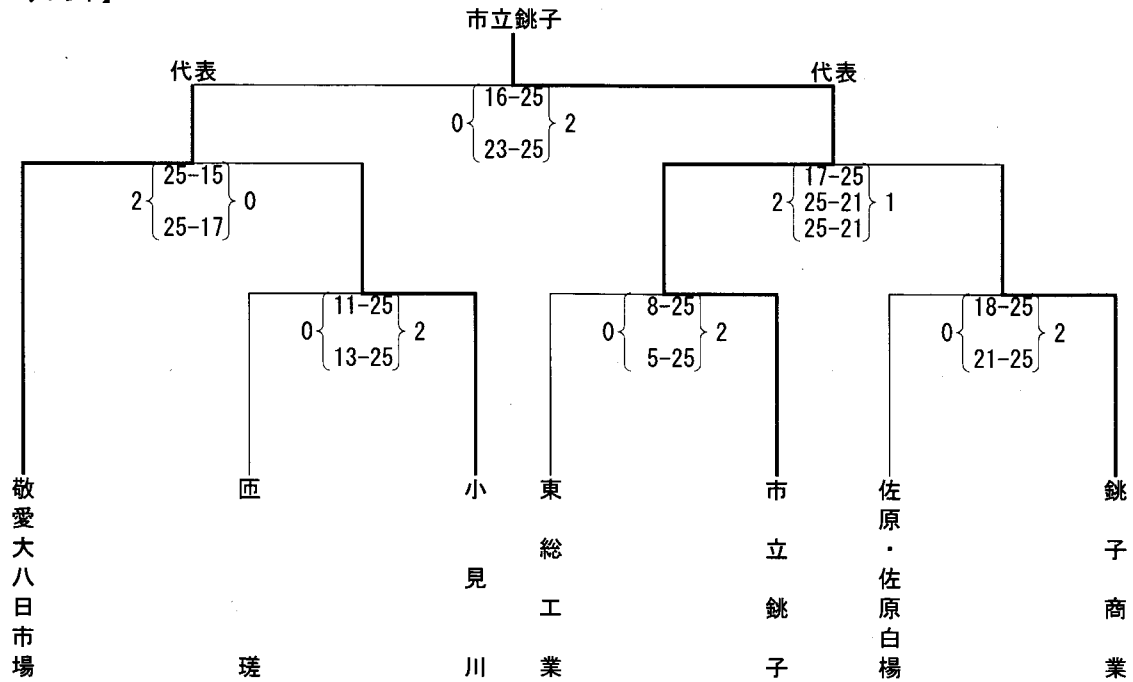 市立銚子
代表
代表
16-25
0 2
23-25
25-15
2 0
25-17
17-25
2 25-21 1
25-21
11-25
0 2
13-25
8-25
0 2
5-25
18-25
0 2
21-25
敬愛大八日市場
匝瑳
小見川
東総工業
市立銚子
佐原・佐原白楊
銚子商業